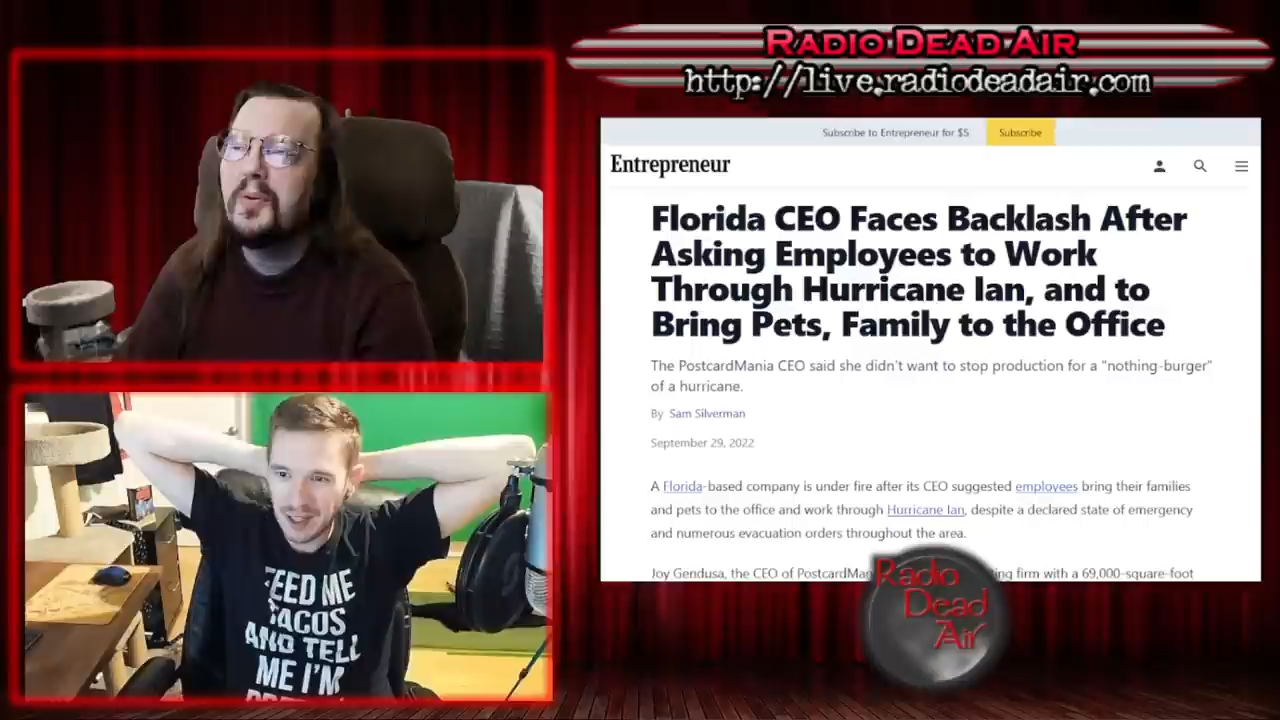 RADIO DEAD AIR
http://live.radiodeadair.com
Subscribe to Entrepreneur for $5 Subscribe
Entrepreneur
Florida CEO Faces Backlash After
Asking Employees to Work
Through Hurricane Ian, and to
Bring Pets, Family to the Office
The PostcardMania CEO said she didn't want to stop production for a "nothing-burger"
of a hurricane.
By Sam Silverman
September 29, 2022
A Florida-based company is under fire after its CEO suggested employees bring their families
and pets to the office and work through Hurricane Ian, despite a declared state of emergency
and numerous evacuation orders throughout the area.
Joy Gendusa, the CEO of PostcardMan ing firm with a 69,000-square-foot
Radio
Dead
Air
FEED ME
TACOS
AND TELL
ME I'M